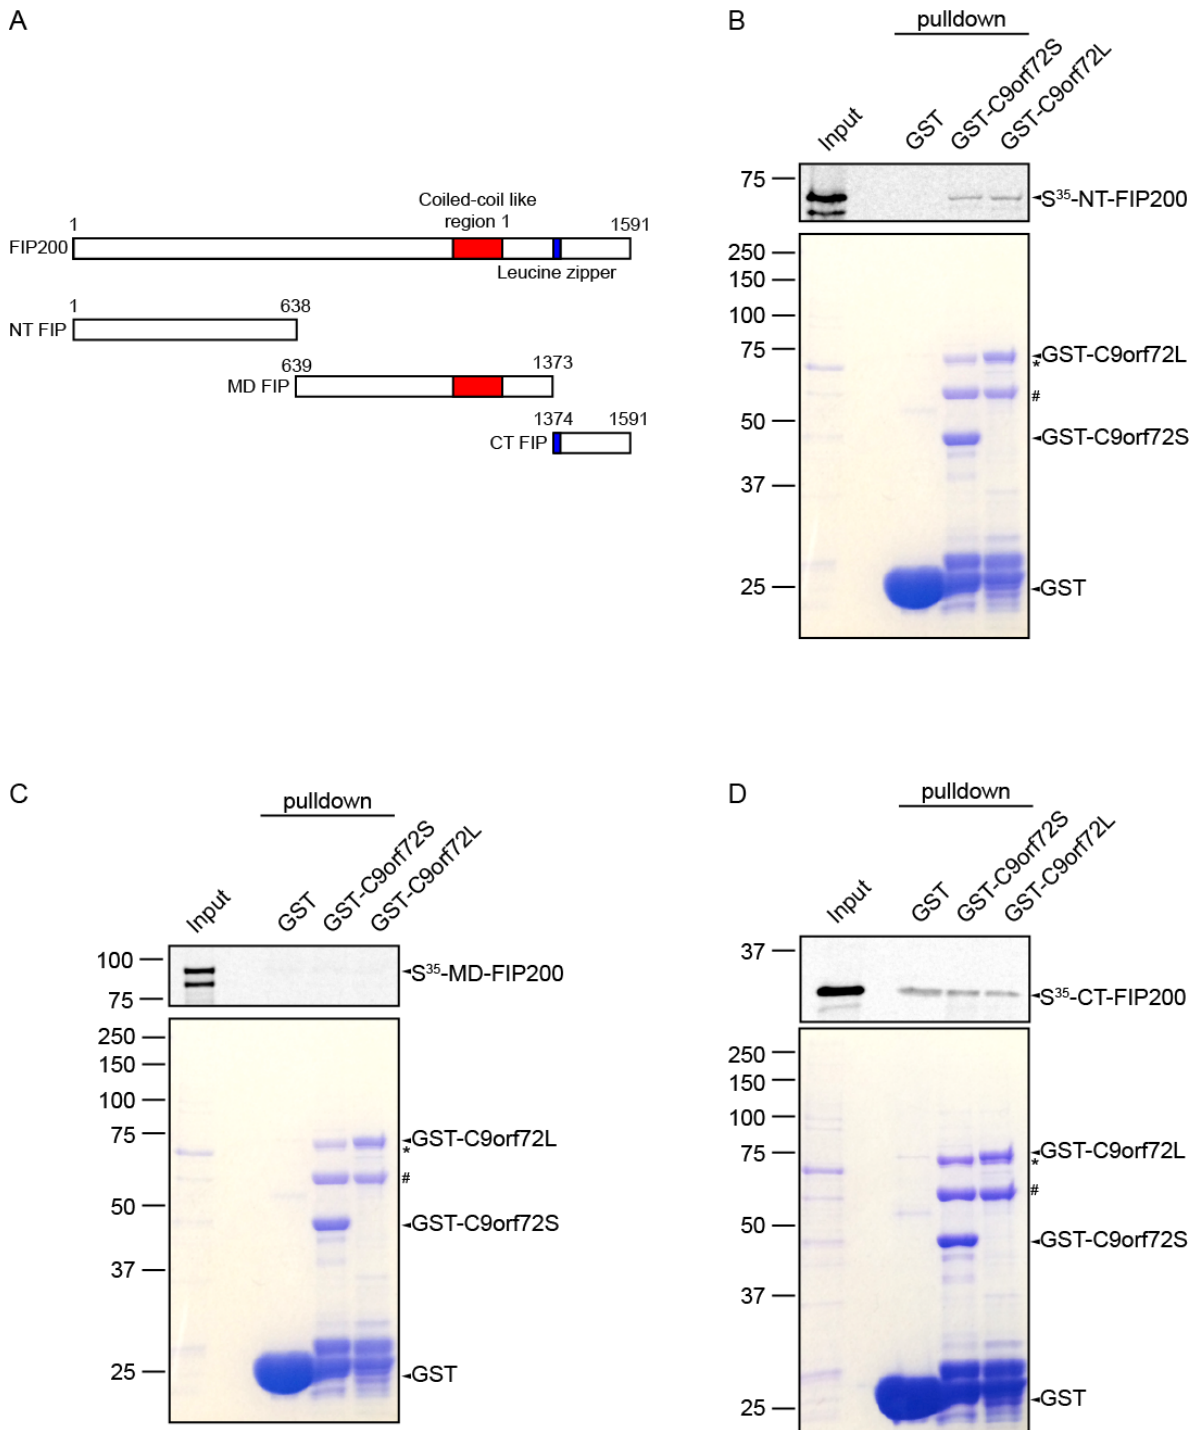 A
Coiled-coil like
region 1
1
1591
FIP200
Leucine zipper
1
638
NT FIP
639
1373
MD FIP
1374
1591
CT FIP
B
pulldown
Input
GST
GST-C9orf72S
GST-C9orf72L
75
S³⁵-NT-FIP200
250
150
100
75
GST-C9orf72L
*
#
50
GST-C9orf72S
37
25
GST
C
pulldown
Input
GST
GST-C9orf72S
GST-C9orf72L
100
S³⁵-MD-FIP200
75
250
150
100
75
GST-C9orf72L
*
#
50
GST-C9orf72S
37
25
GST
D
pulldown
Input
GST
GST-C9orf72S
GST-C9orf72L
37
S³⁵-CT-FIP200
250
150
100
75
GST-C9orf72L
*
#
50
GST-C9orf72S
37
25
GST